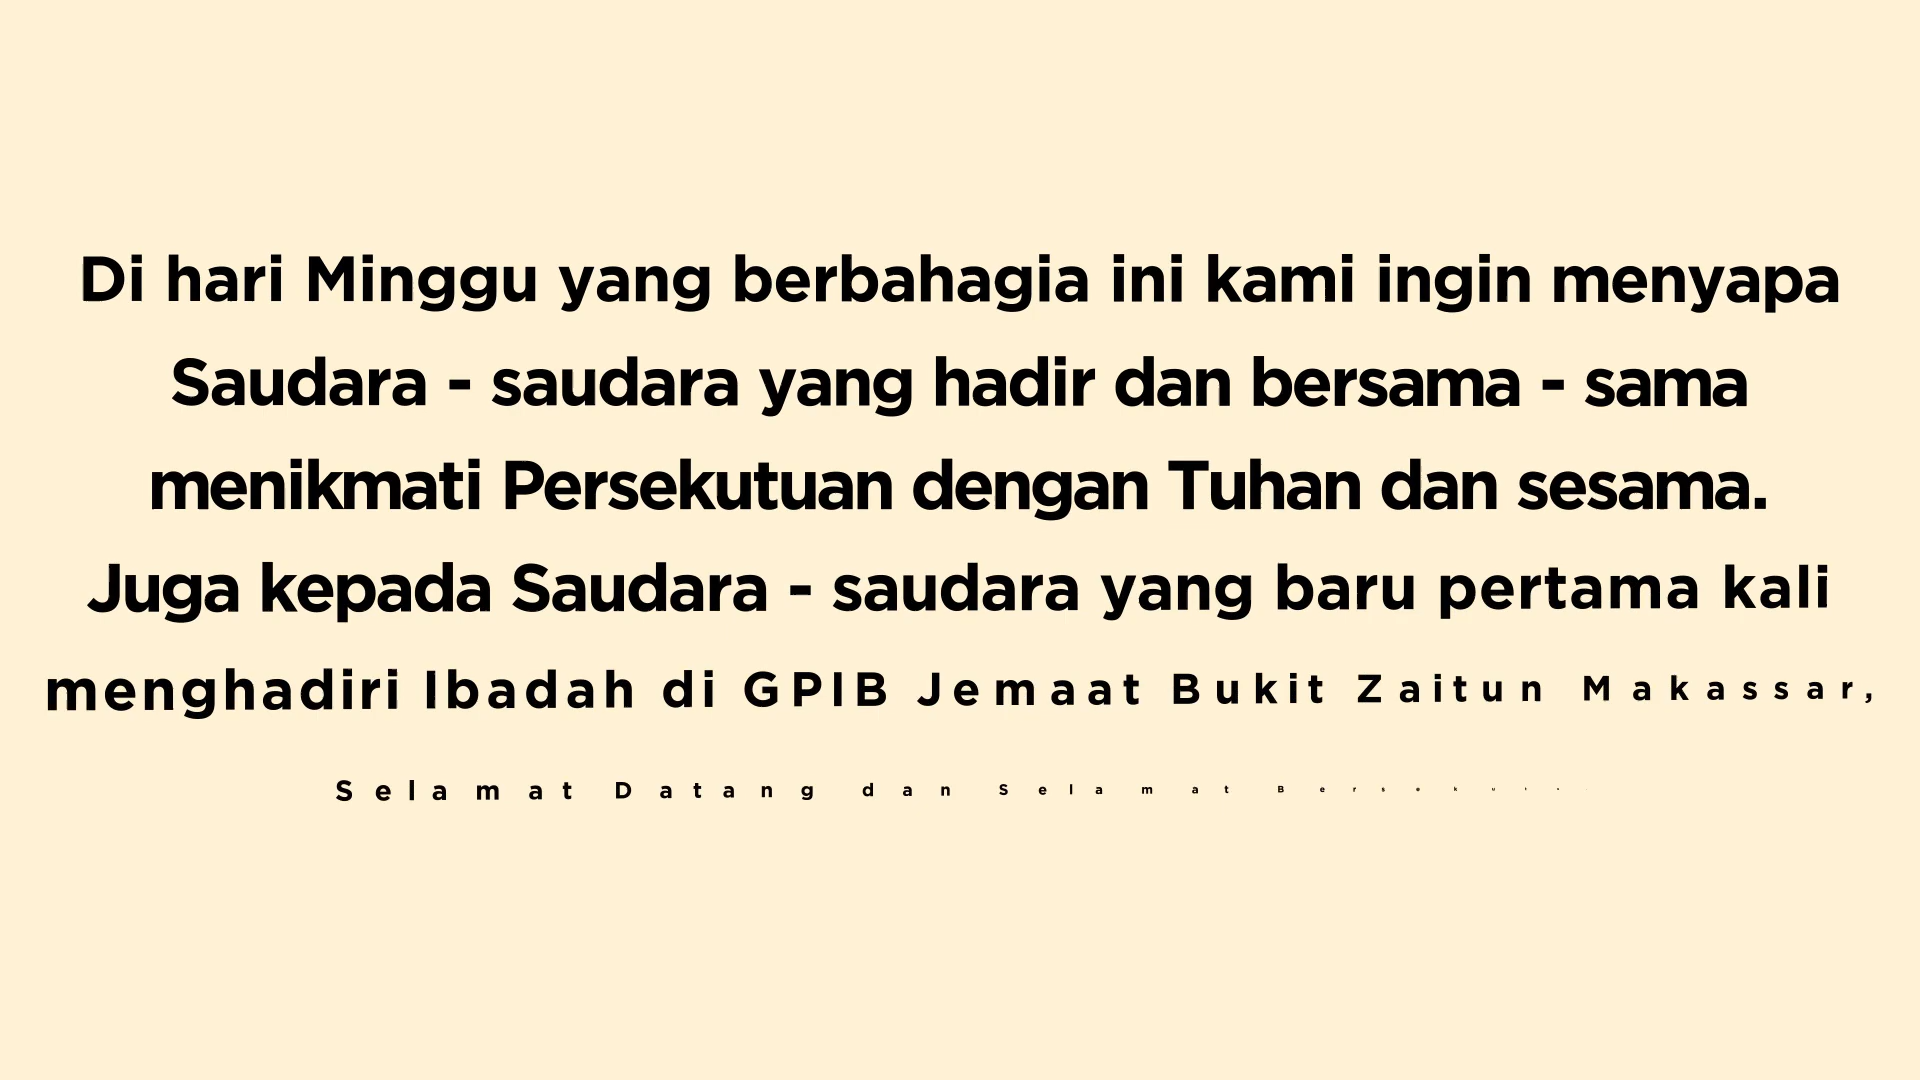 Di hari Minggu yang berbahagia ini kami ingin menyapa
Saudara - saudara yang hadir dan bersama - sama
menikmati Persekutuan dengan Tuhan dan sesama.
Juga kepada Saudara - saudara yang baru pertama kali
menghadiri Ibadah di GPIB Jemaat Bukit Zaitun Makassar,
Selamat Datang dan Selamat